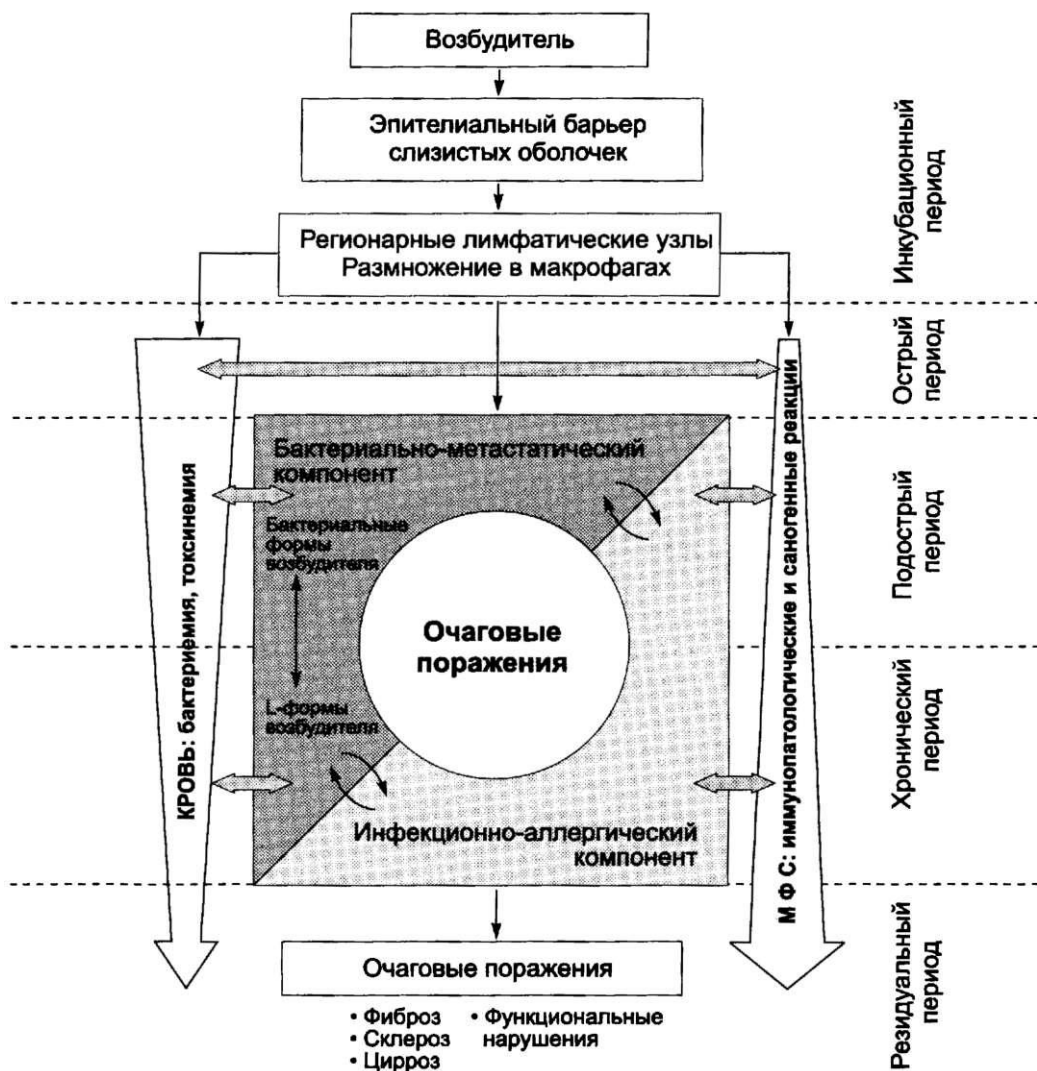 Возбудитель
Эпителиальный барьер
слизистых оболочек
Регионарные лимфатические узлы
Размножение в макрофагах
Инкубационный
период
Острый
период
Бактериально-метастатический
компонент
Бактериальные
формы
возбудителя
Очаговые
поражения
L-формы
возбудителя
Инфекционно-аллергический
компонент
КРОВЬ: бактериемия, токсинемия
М Ф С: иммунопатологические и саногенные реакции
Подострый
период
Хронический
период
Очаговые поражения
• Фиброз • Функциональные
• Склероз нарушения
• Цирроз
Резидуальный
период